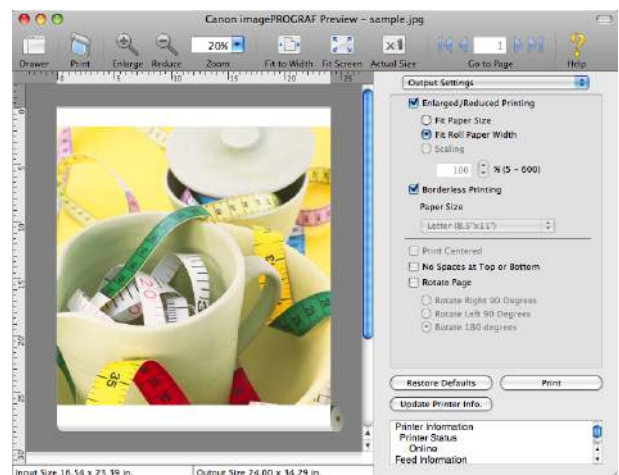 Canon imagePROGRAF Preview – sample.jpg
Drawer Print Enlarge Reduce 20% Zoom Fit to Width Fit Screen x1 Actual Size 1 Go to Page Help
Output Settings
Enlarged/Reduced Printing
Fit Paper Size
Fit Roll Paper Width
Scaling
100 % (5 – 600)
Borderless Printing
Paper Size
Letter (8.5"x11")
Print Centered
No Spaces at Top or Bottom
Rotate Page
Rotate Right 90 Degrees
Rotate Left 90 Degrees
Rotate 180 degrees
Restore Defaults Print
Update Printer Info.
Printer Information
Printer Status
Online
Feed Information
Input Size 16.54 x 23.39 in. Output Size 24.00 x 34.29 in.